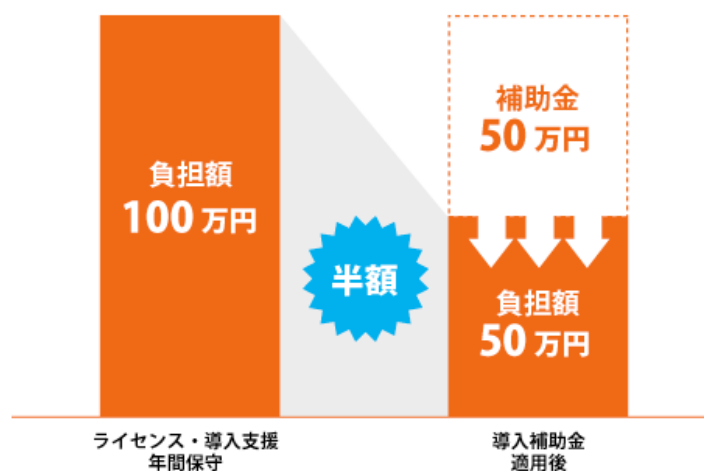 負担額
100 万円
半額
補助金
50 万円
負担額
50 万円
ライセンス・導入支援
年間保守
導入補助金
適用後